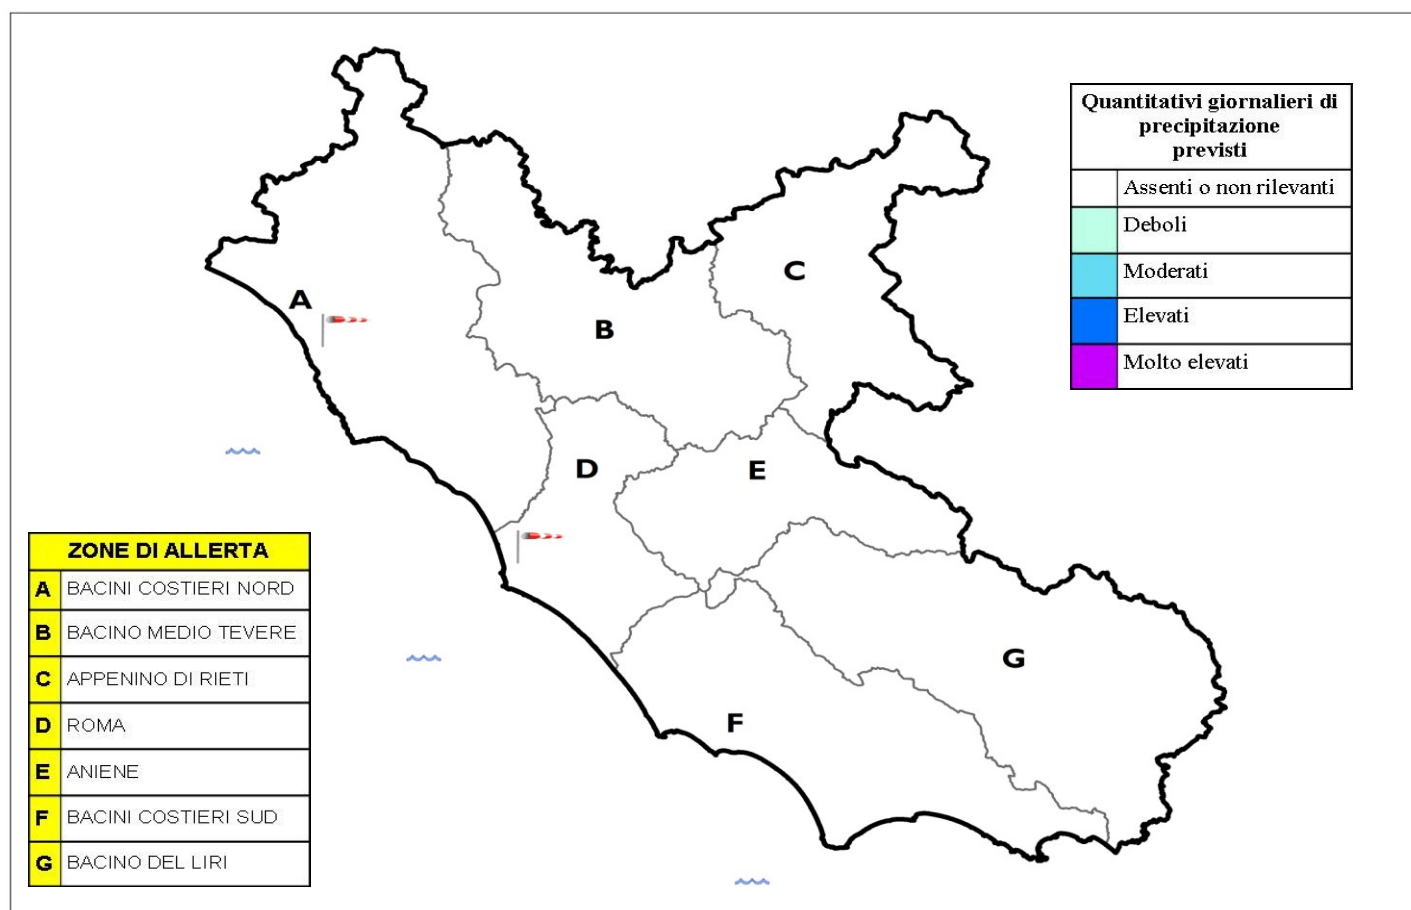 Quantitativi giornalieri di
precipitazione
previsti
Assenti o non rilevanti
Deboli
Moderati
Elevati
Molto elevati
A
B
C
D
E
F
G
ZONE DI ALLERTA
A BACINI COSTIERI NORD
B BACINO MEDIO TEVERE
C APPENINO DI RIETI
D ROMA
E ANIENE
F BACINI COSTIERI SUD
G BACINO DEL LIRI